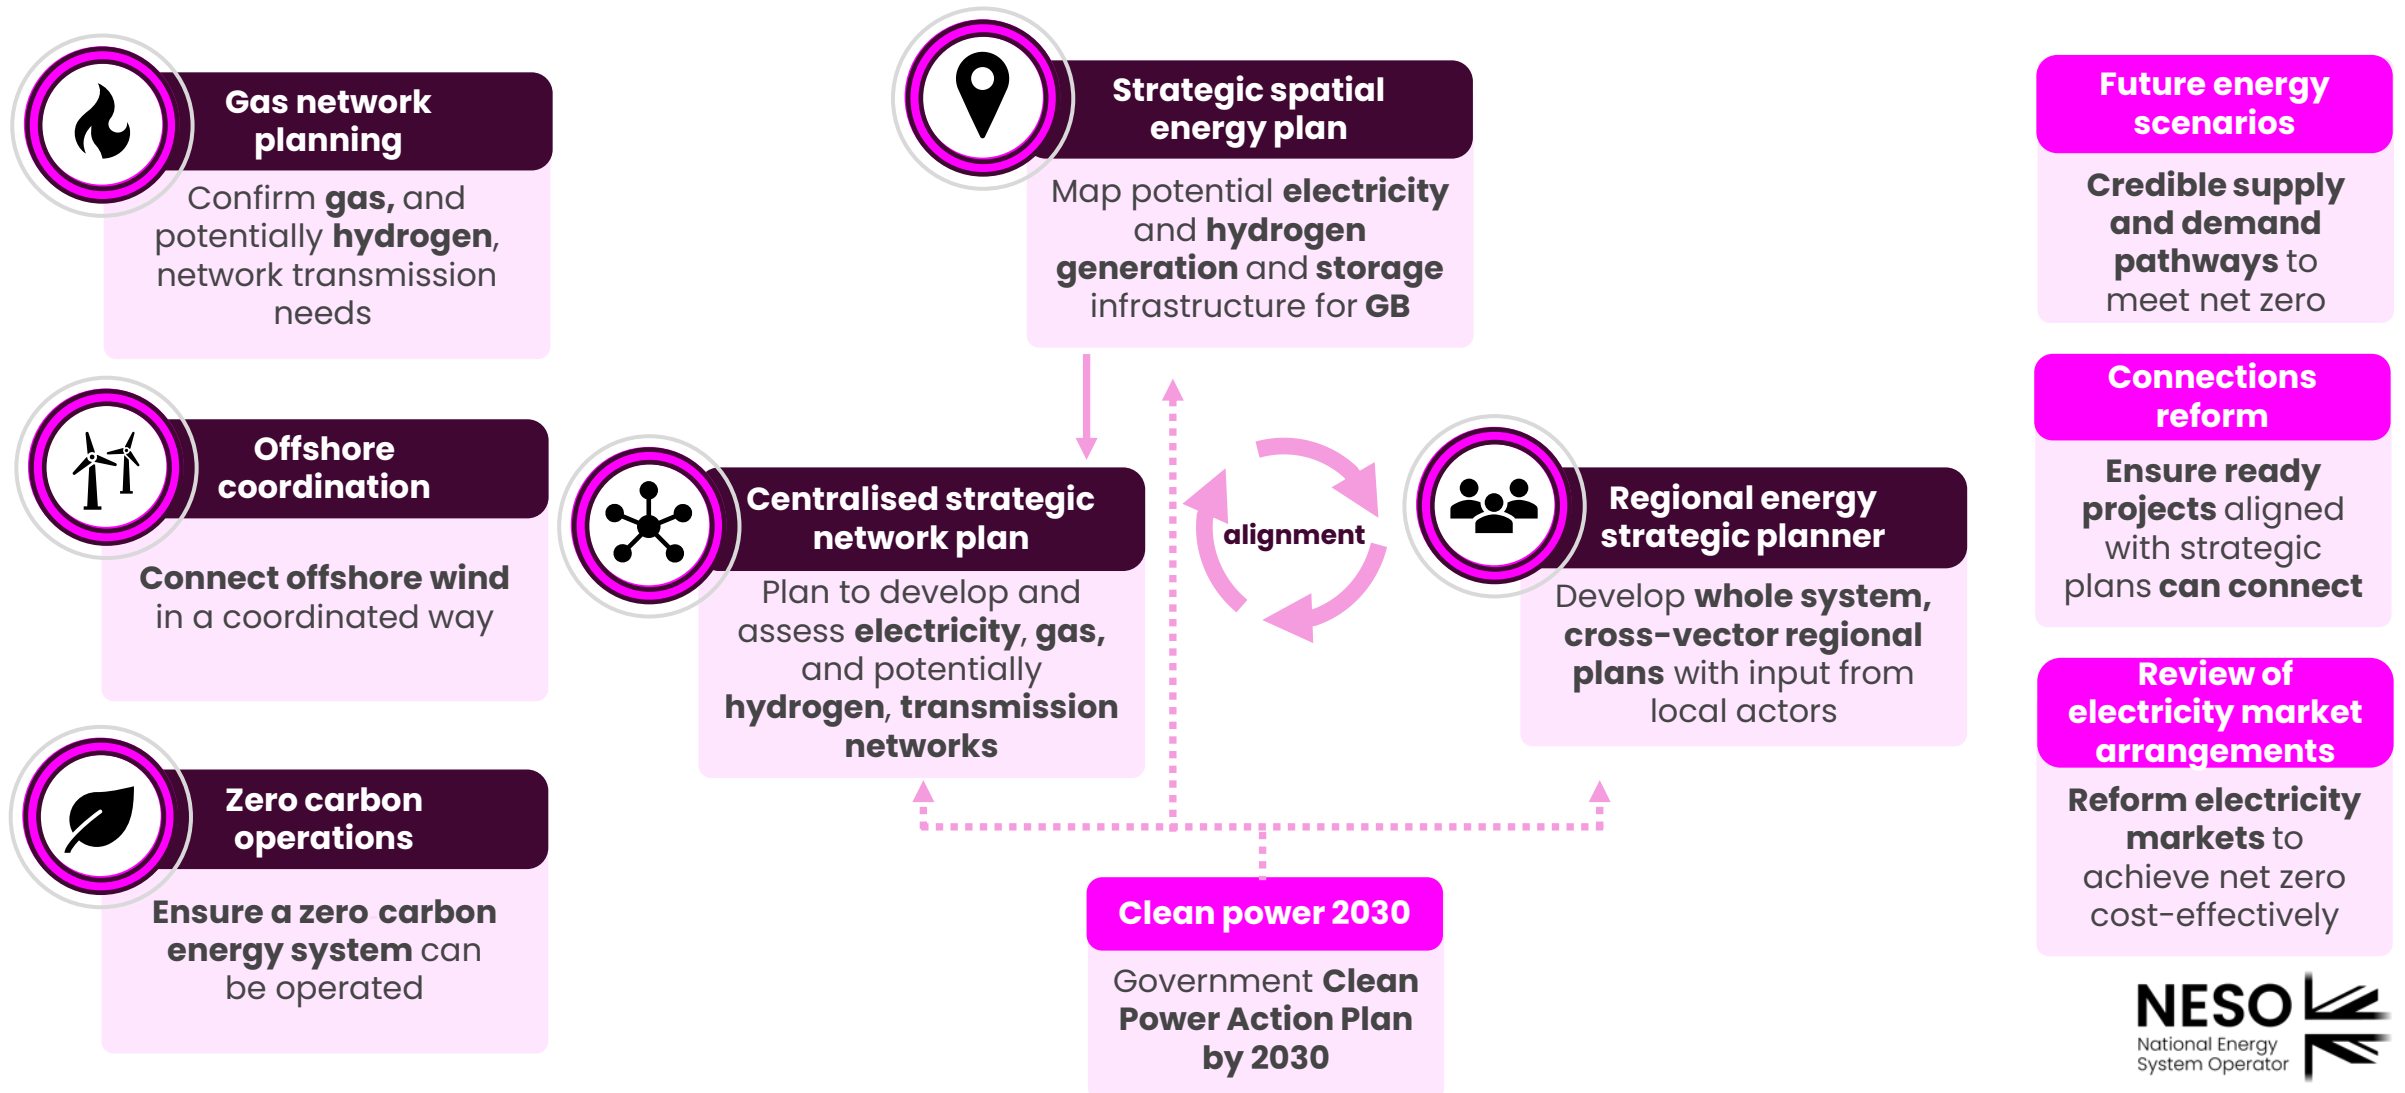 Gas network
planning
Confirm gas, and
potentially hydrogen,
network transmission
needs
Offshore
coordination
Connect offshore wind
in a coordinated way
Zero carbon
operations
Ensure a zero carbon
energy system can
be operated
Strategic spatial
energy plan
Map potential electricity
and hydrogen
generation and storage
infrastructure for GB
Centralised strategic
network plan
Plan to develop and
assess electricity, gas,
and potentially
hydrogen, transmission
networks
alignment
Regional energy
strategic planner
Develop whole system,
cross-vector regional
plans with input from
local actors
Clean power 2030
Government Clean
Power Action Plan
by 2030
Future energy
scenarios
Credible supply
and demand
pathways to
meet net zero
Connections
reform
Ensure ready
projects aligned
with strategic
plans can connect
Review of
electricity market
arrangements
Reform electricity
markets to
achieve net zero
cost-effectively
NESO
National Energy
System Operator